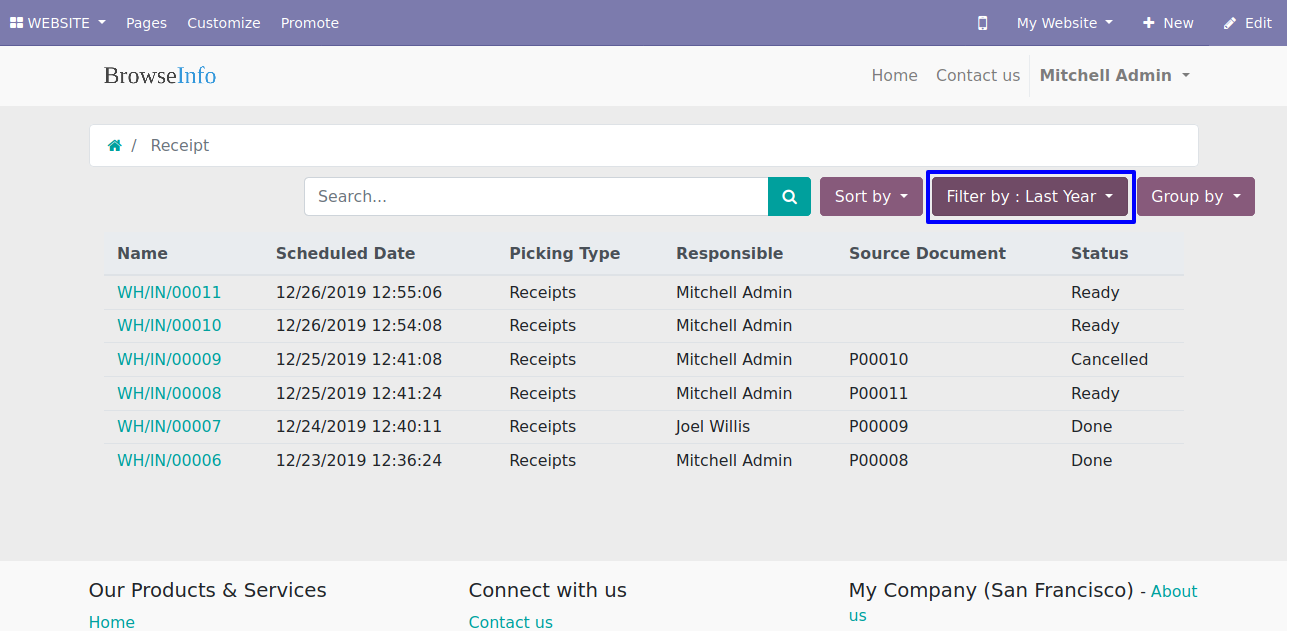 WEBSITE Pages Customize Promote My Website New Edit
BrowseInfo Home Contact us Mitchell Admin
/ Receipt
Search... Sort by Filter by : Last Year Group by
Name Scheduled Date Picking Type Responsible Source Document Status
WH/IN/00011 12/26/2019 12:55:06 Receipts Mitchell Admin Ready
WH/IN/00010 12/26/2019 12:54:08 Receipts Mitchell Admin Ready
WH/IN/00009 12/25/2019 12:41:08 Receipts Mitchell Admin P00010 Cancelled
WH/IN/00008 12/25/2019 12:41:24 Receipts Mitchell Admin P00011 Ready
WH/IN/00007 12/24/2019 12:40:11 Receipts Joel Willis P00009 Done
WH/IN/00006 12/23/2019 12:36:24 Receipts Mitchell Admin P00008 Done
Our Products & Services Connect with us My Company (San Francisco) - About
us
Home Contact us